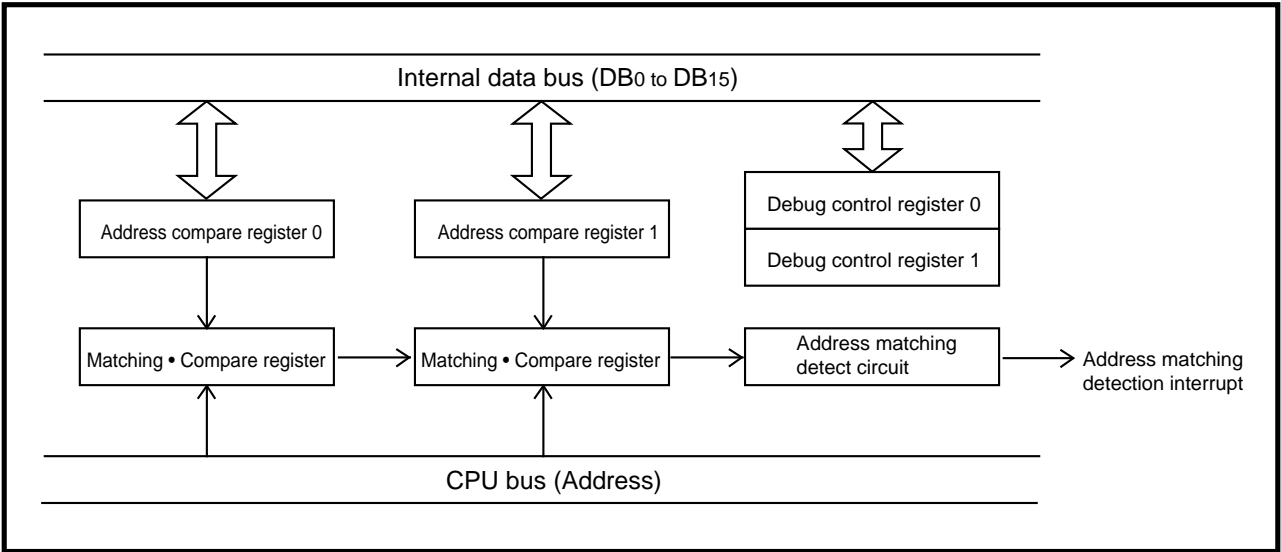 Internal data bus (DB0 to DB15)
Address compare register 0
Address compare register 1
Debug control register 0
Debug control register 1
Matching • Compare register
Matching • Compare register
Address matching
detect circuit
Address matching
detection interrupt
CPU bus (Address)